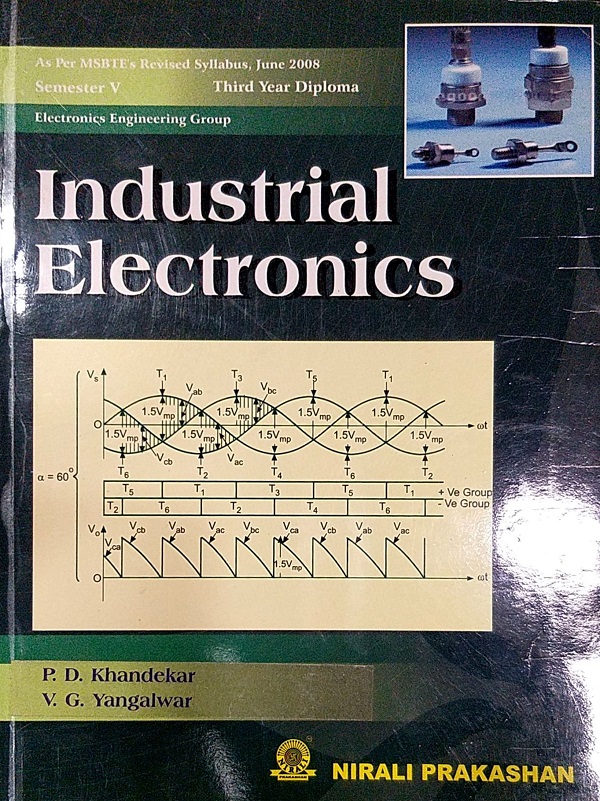 As Per MSBTE's Revised Syllabus, June 2008
Semester V Third Year Diploma
Electronics Engineering Group
Industrial
Electronics
Vs T1 T3 T5 T1
Vab Vbc
1.5Vmp 1.5Vmp 1.5Vmp 1.5Vmp
O ωt
1.5Vmp 1.5Vmp 1.5Vmp 1.5Vmp 1.5Vmp
Vcb Vac
T6 T2 T4 T6 T2
α = 60°
T5 T1 T3 T5 T1 + Ve Group
T2 T6 T2 T4 T6 - Ve Group
Vo Vca Vcb Vab Vac Vbc Vca Vcb Vab Vac
1.5Vmp
O ωt
P. D. Khandekar
V. G. Yangalwar
NIRALI
PRAKASHAN
®
NIRALI PRAKASHAN